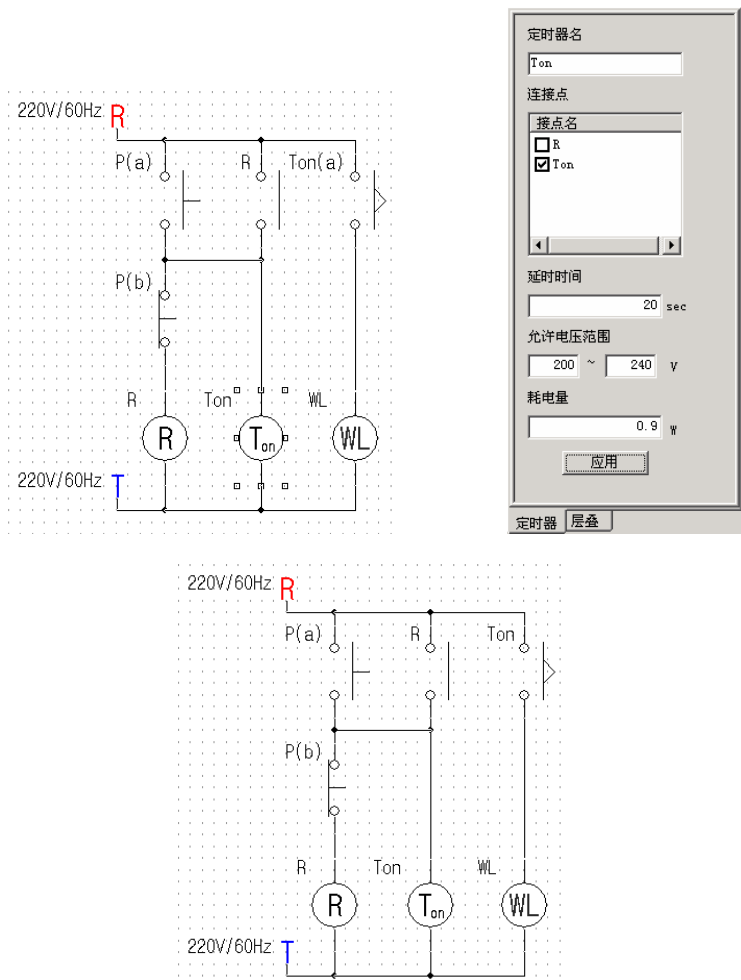 220V/60Hz R
P(a) R Ton(a)
P(b)
R Ton WL
R Ton WL
220V/60Hz T
定时器名
Ton
连接点
接点名
R
Ton
延时时间
20 sec
允许电压范围
200 ~ 240 V
耗电量
0.9 W
应用
定时器 层叠
220V/60Hz R
P(a) R Ton
P(b)
R Ton WL
R Ton WL
220V/60Hz T